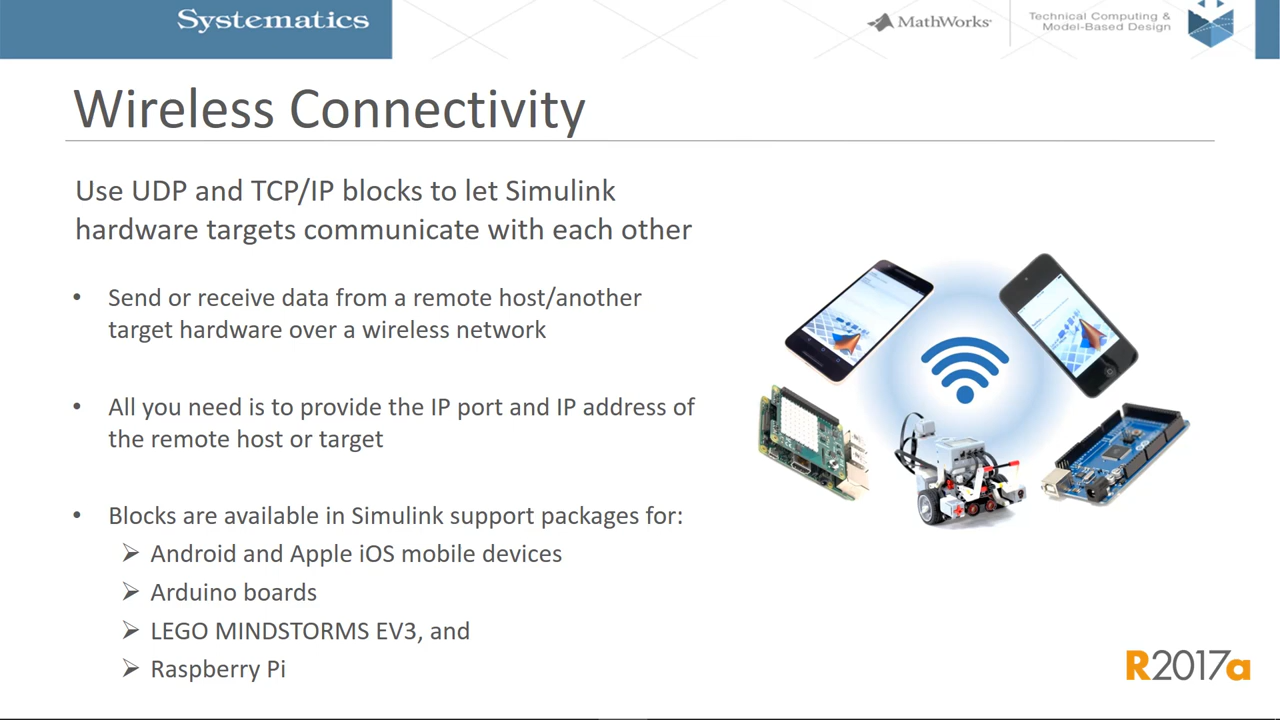 Systematics
MathWorks
Technical Computing &
Model-Based Design
Wireless Connectivity
Use UDP and TCP/IP blocks to let Simulink
hardware targets communicate with each other
• Send or receive data from a remote host/another
target hardware over a wireless network
• All you need is to provide the IP port and IP address of
the remote host or target
• Blocks are available in Simulink support packages for:
➢ Android and Apple iOS mobile devices
➢ Arduino boards
➢ LEGO MINDSTORMS EV3, and
➢ Raspberry Pi
R2017a